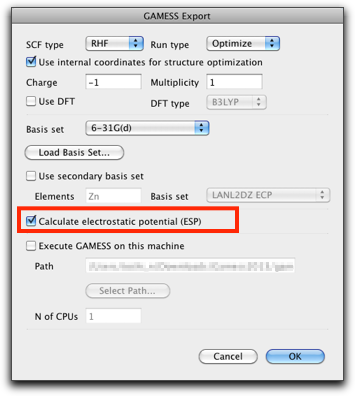 GAMESS Export
SCF type RHF Run type Optimize
Use internal coordinates for structure optimization
Charge -1 Multiplicity 1
Use DFT DFT type B3LYP
Basis set 6-31G(d)
Load Basis Set...
Use secondary basis set
Elements Zn Basis set LANL2DZ ECP
Calculate electrostatic potential (ESP)
Execute GAMESS on this machine
Path
Select Path...
N of CPUs 1
Cancel OK